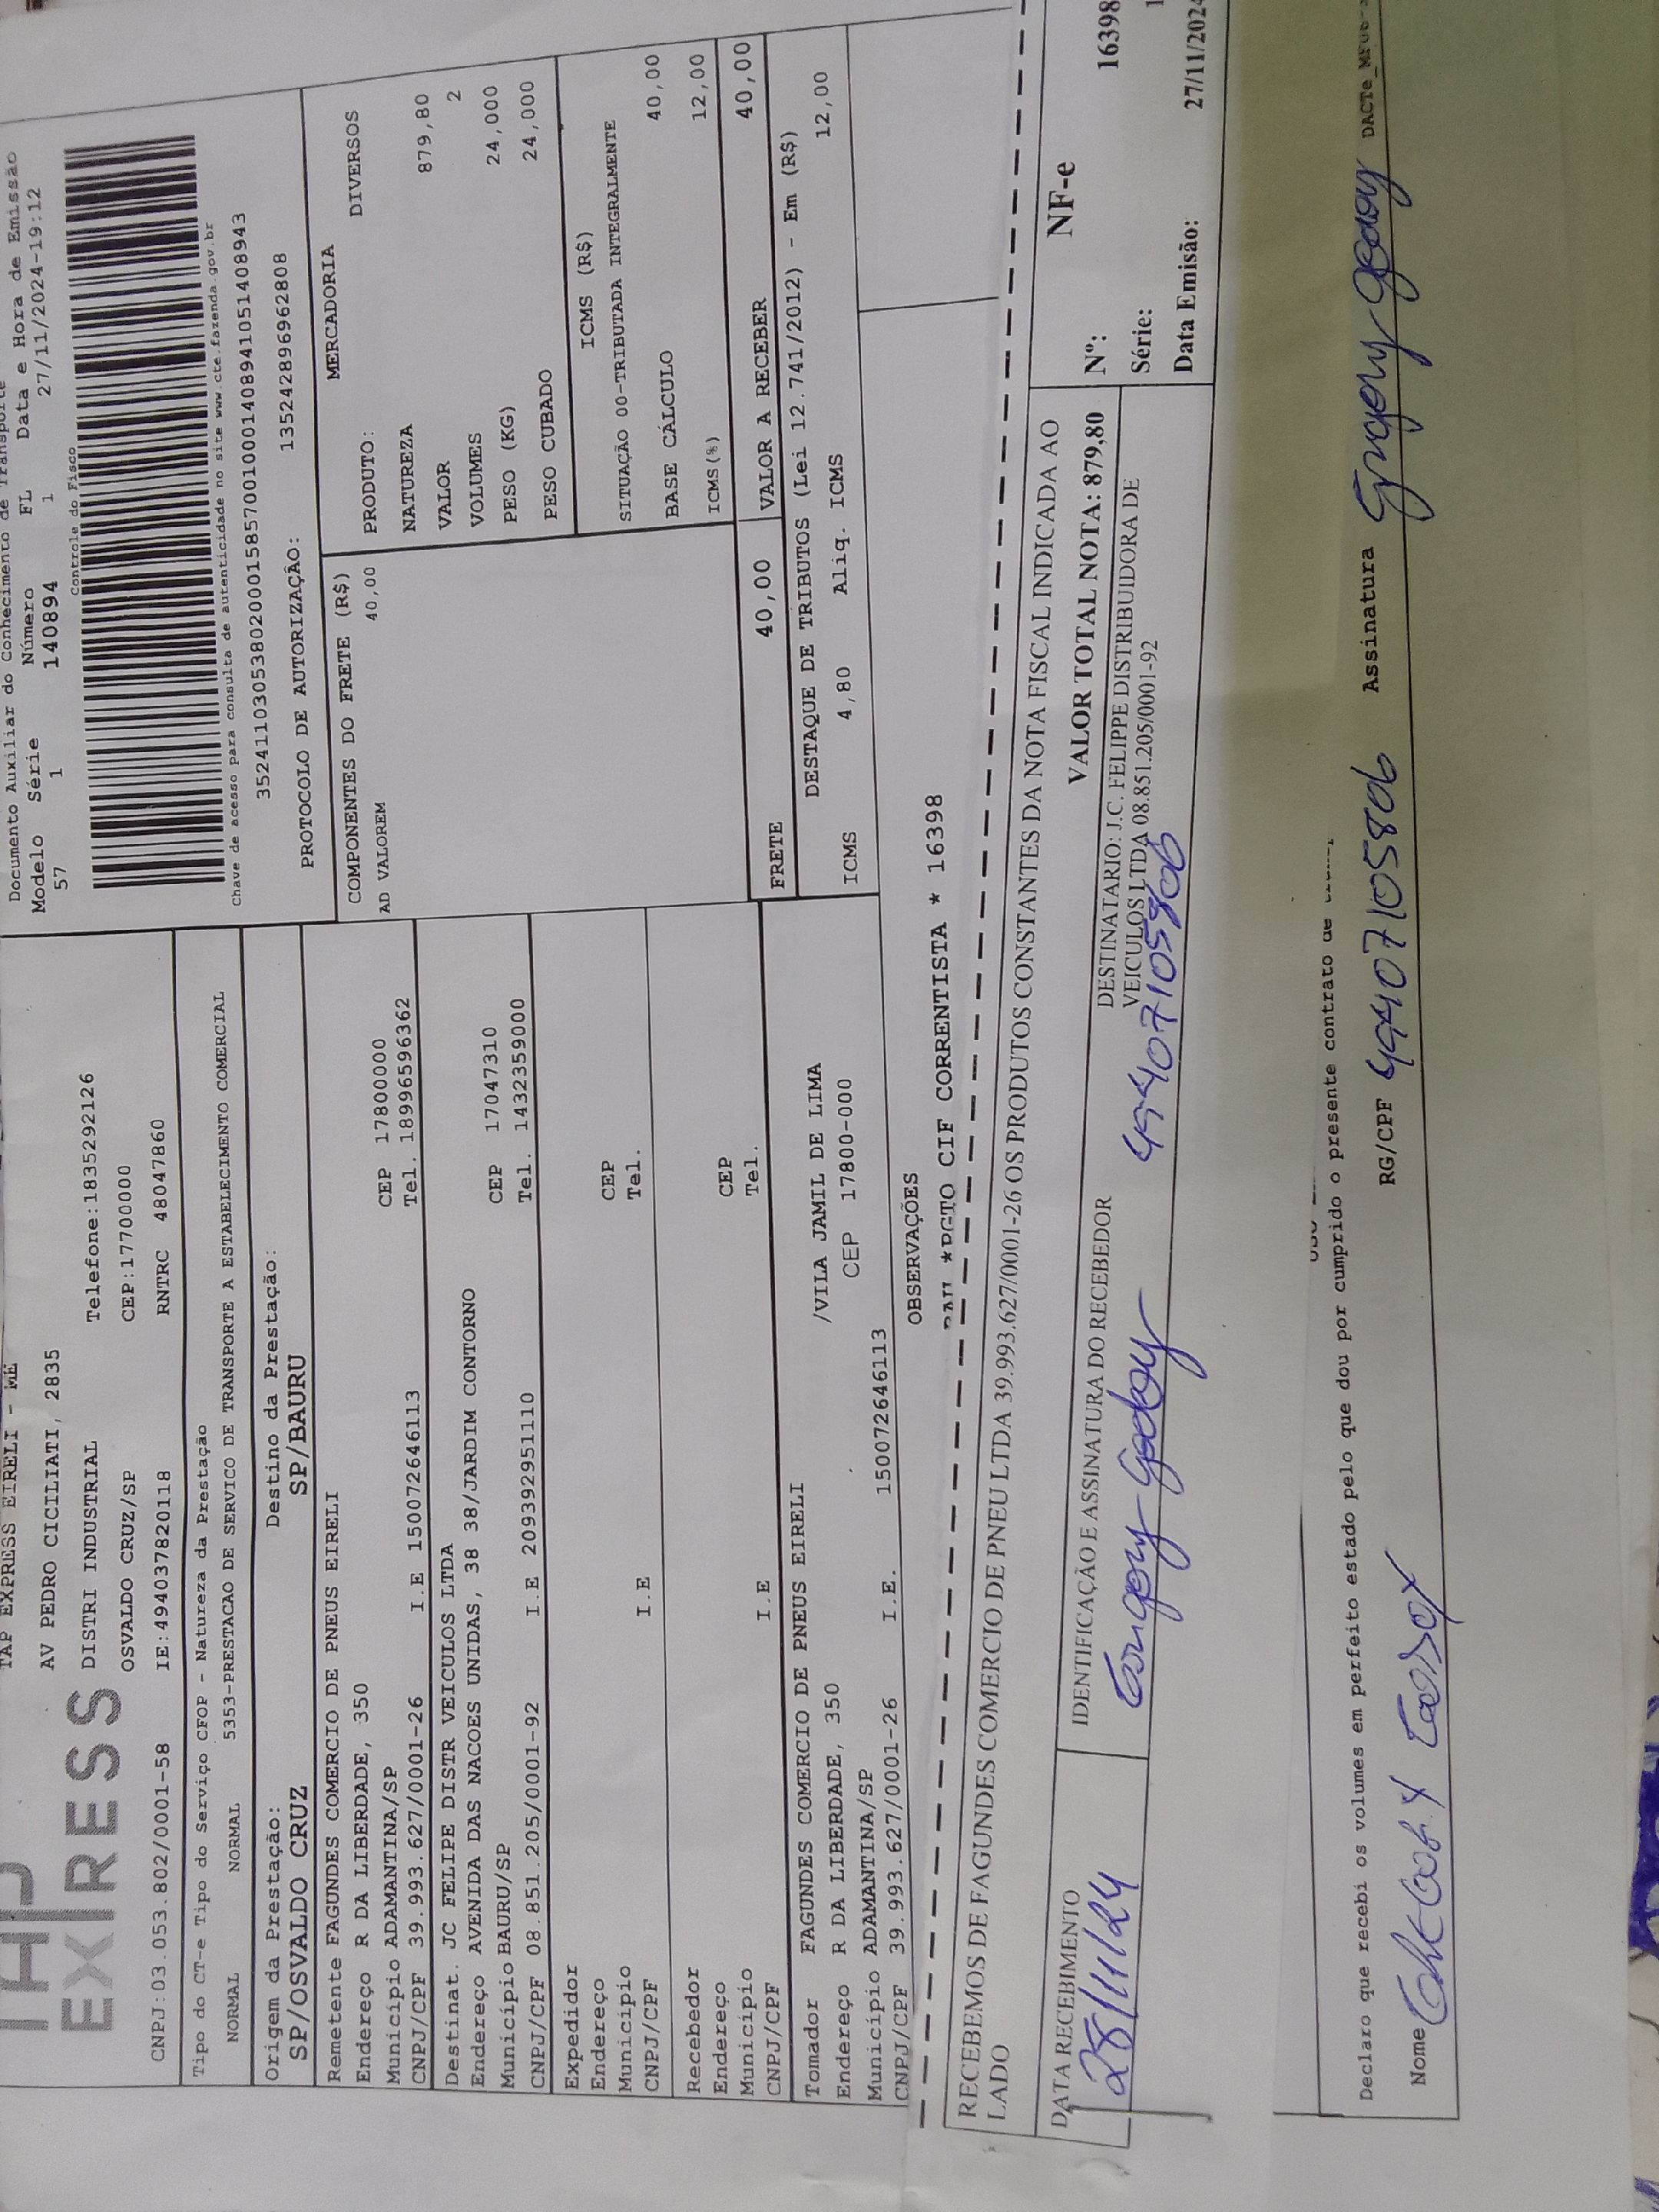 TAP EXPRESS EIRELI - ME
AV PEDRO CICILIATI, 2835
DISTRI INDUSTRIAL Telefone:1835292126
OSVALDO CRUZ/SP CEP:17700000
CNPJ:03.053.802/0001-58 IE:494037820118 RNTRC 48047860
EXPRESS
Documento Auxiliar do Conhecimento de Transporte
Modelo Série Número FL Data e Hora de Emissão
57 1 140894 1 27/11/2024-19:12
Controle do Fisco
Chave de acesso para consulta de autenticidade no site www.cte.fazenda.gov.br
35241103053802000158570010001408941051408943
PROTOCOLO DE AUTORIZAÇÃO: 135242896962808
Tipo do CT-e Tipo do Serviço CFOP - Natureza da Prestação
NORMAL NORMAL 5353-PRESTACAO DE SERVICO DE TRANSPORTE A ESTABELECIMENTO COMERCIAL
Origem da Prestação: Destino da Prestação:
SP/OSVALDO CRUZ SP/BAURU
Remetente FAGUNDES COMERCIO DE PNEUS EIRELI
Endereço R DA LIBERDADE, 350
Município ADAMANTINA/SP CEP 17800000
CNPJ/CPF 39.993.627/0001-26 I.E 150072646113 Tel. 18996596362
Destinat. JC FELIPE DISTR VEICULOS LTDA
Endereço AVENIDA DAS NACOES UNIDAS, 38 38/JARDIM CONTORNO
Município BAURU/SP CEP 17047310
CNPJ/CPF 08.851.205/0001-92 I.E 209392951110 Tel. 1432359000
Expedidor
Endereço
Município CEP
CNPJ/CPF I.E Tel.
Recebedor
Endereço
Município CEP
CNPJ/CPF I.E Tel.
Tomador FAGUNDES COMERCIO DE PNEUS EIRELI
Endereço R DA LIBERDADE, 350 /VILA JAMIL DE LIMA
Município ADAMANTINA/SP CEP 17800-000
CNPJ/CPF 39.993.627/0001-26 I.E. 150072646113
COMPONENTES DO FRETE (R$)
AD VALOREM 40,00
MERCADORIA
PRODUTO: DIVERSOS
NATUREZA
VALOR 879,80
VOLUMES 2
PESO (KG) 24,000
PESO CUBADO 24,000
ICMS (R$)
SITUAÇÃO 00-TRIBUTADA INTEGRALMENTE
BASE CÁLCULO 40,00
ICMS(%) 12,00
FRETE 40,00 VALOR A RECEBER 40,00
DESTAQUE DE TRIBUTOS (Lei 12.741/2012) - Em (R$)
ICMS 4,80 Aliq. ICMS 12,00
OBSERVAÇÕES
*PGTO CIF CORRENTISTA * 16398
RECEBEMOS DE FAGUNDES COMERCIO DE PNEU LTDA 39.993.627/0001-26 OS PRODUTOS CONSTANTES DA NOTA FISCAL INDICADA AO
LADO
VALOR TOTAL NOTA: 879,80
DATA RECEBIMENTO
28/11/24
IDENTIFICAÇÃO E ASSINATURA DO RECEBEDOR
DESTINATARIO: J.C. FELIPPE DISTRIBUIDORA DE
VEICULOS LTDA 08.851.205/0001-92
Godoy 49407105806
NF-e
Nº: 16398
Série: 1
Data Emissão: 27/11/2024
Declaro que recebi os volumes em perfeito estado pelo que dou por cumprido o presente contrato de
Nome RG/CPF 49407105806 Assinatura Godoy
DACTe